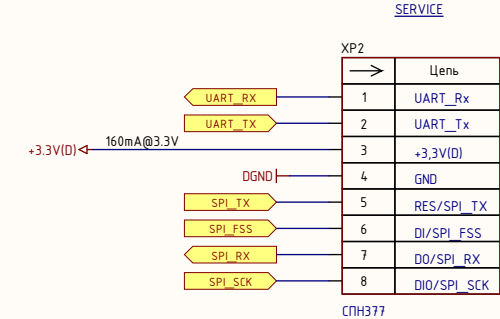 SERVICE
XP2
Цепь
UART_RX 1 UART_Rx
UART_TX 2 UART_Tx
+3.3V(D) 160mA@3.3V 3 +3,3V(D)
DGND 4 GND
SPI_TX 5 RES/SPI_TX
SPI_FSS 6 DI/SPI_FSS
SPI_RX 7 DO/SPI_RX
SPI_SCK 8 DIO/SPI_SCK
СПН377